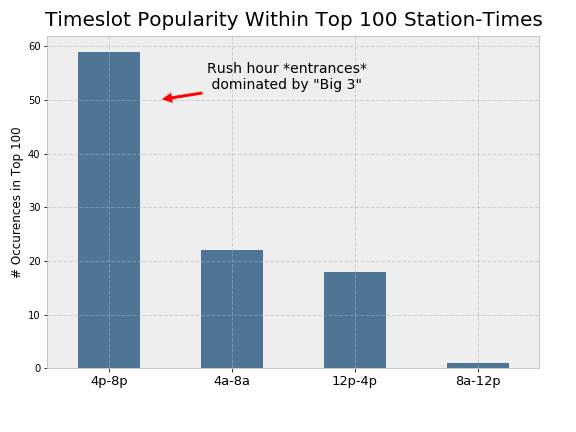 Timeslot Popularity Within Top 100 Station-Times
Rush hour *entrances*
dominated by "Big 3"
# Occurences in Top 100
60
50
40
30
20
10
0
4p-8p
4a-8a
12p-4p
8a-12p